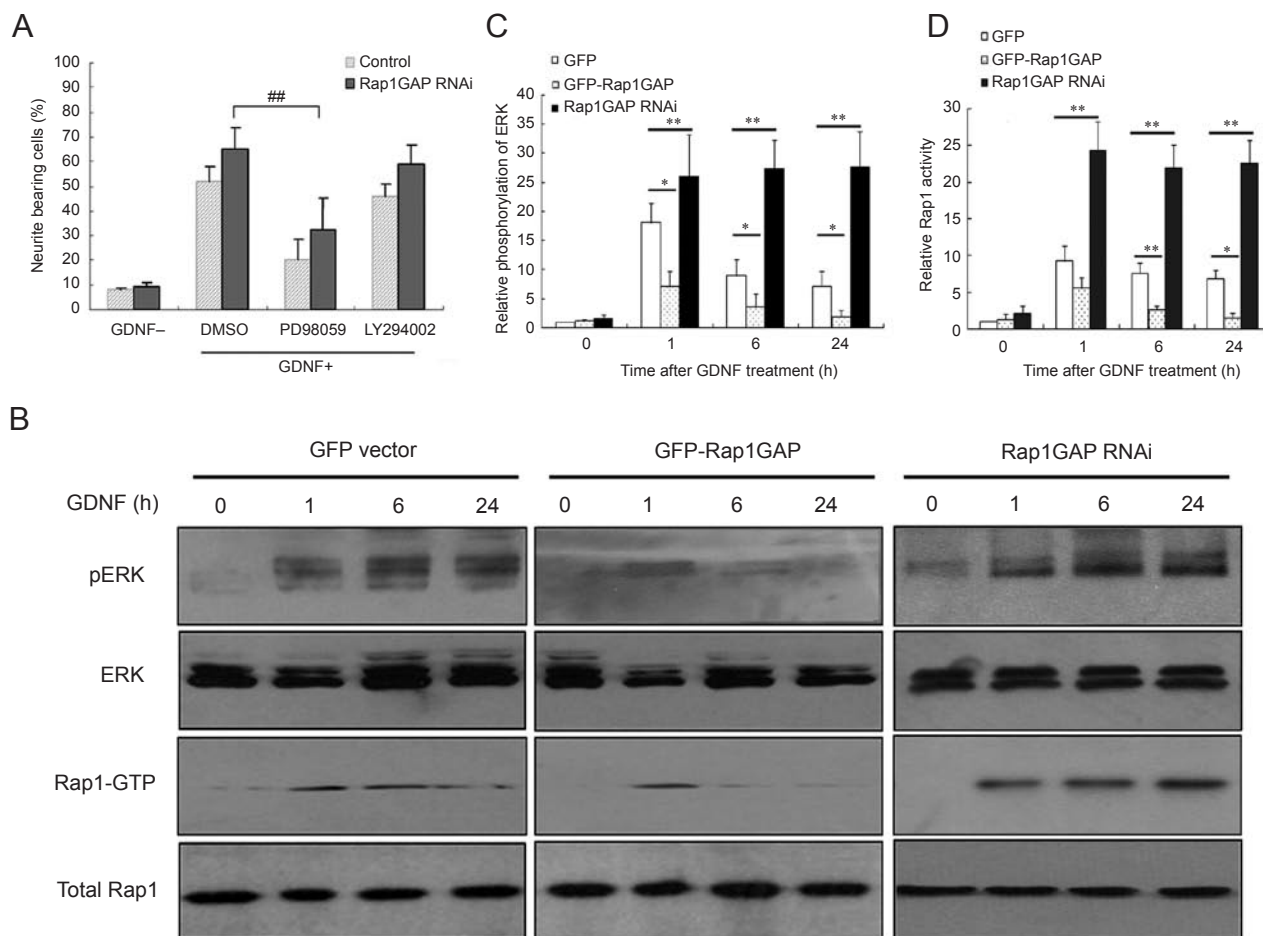 A
Control
Rap1GAP RNAi
Neurite bearing cells (%)
100
90
80
70
60
50
40
30
20
10
0
##
GDNF– DMSO PD98059 LY294002
GDNF+
C
GFP
GFP-Rap1GAP
Rap1GAP RNAi
Relative phosphorylation of ERK
40
35
30
25
20
15
10
5
0
** ** **
* * *
0 1 6 24
Time after GDNF treatment (h)
D
GFP
GFP-Rap1GAP
Rap1GAP RNAi
Relative Rap1 activity
30
25
20
15
10
5
0
** ** **
** *
0 1 6 24
Time after GDNF treatment (h)
B
GFP vector GFP-Rap1GAP Rap1GAP RNAi
GDNF (h) 0 1 6 24 0 1 6 24 0 1 6 24
pERK
ERK
Rap1-GTP
Total Rap1